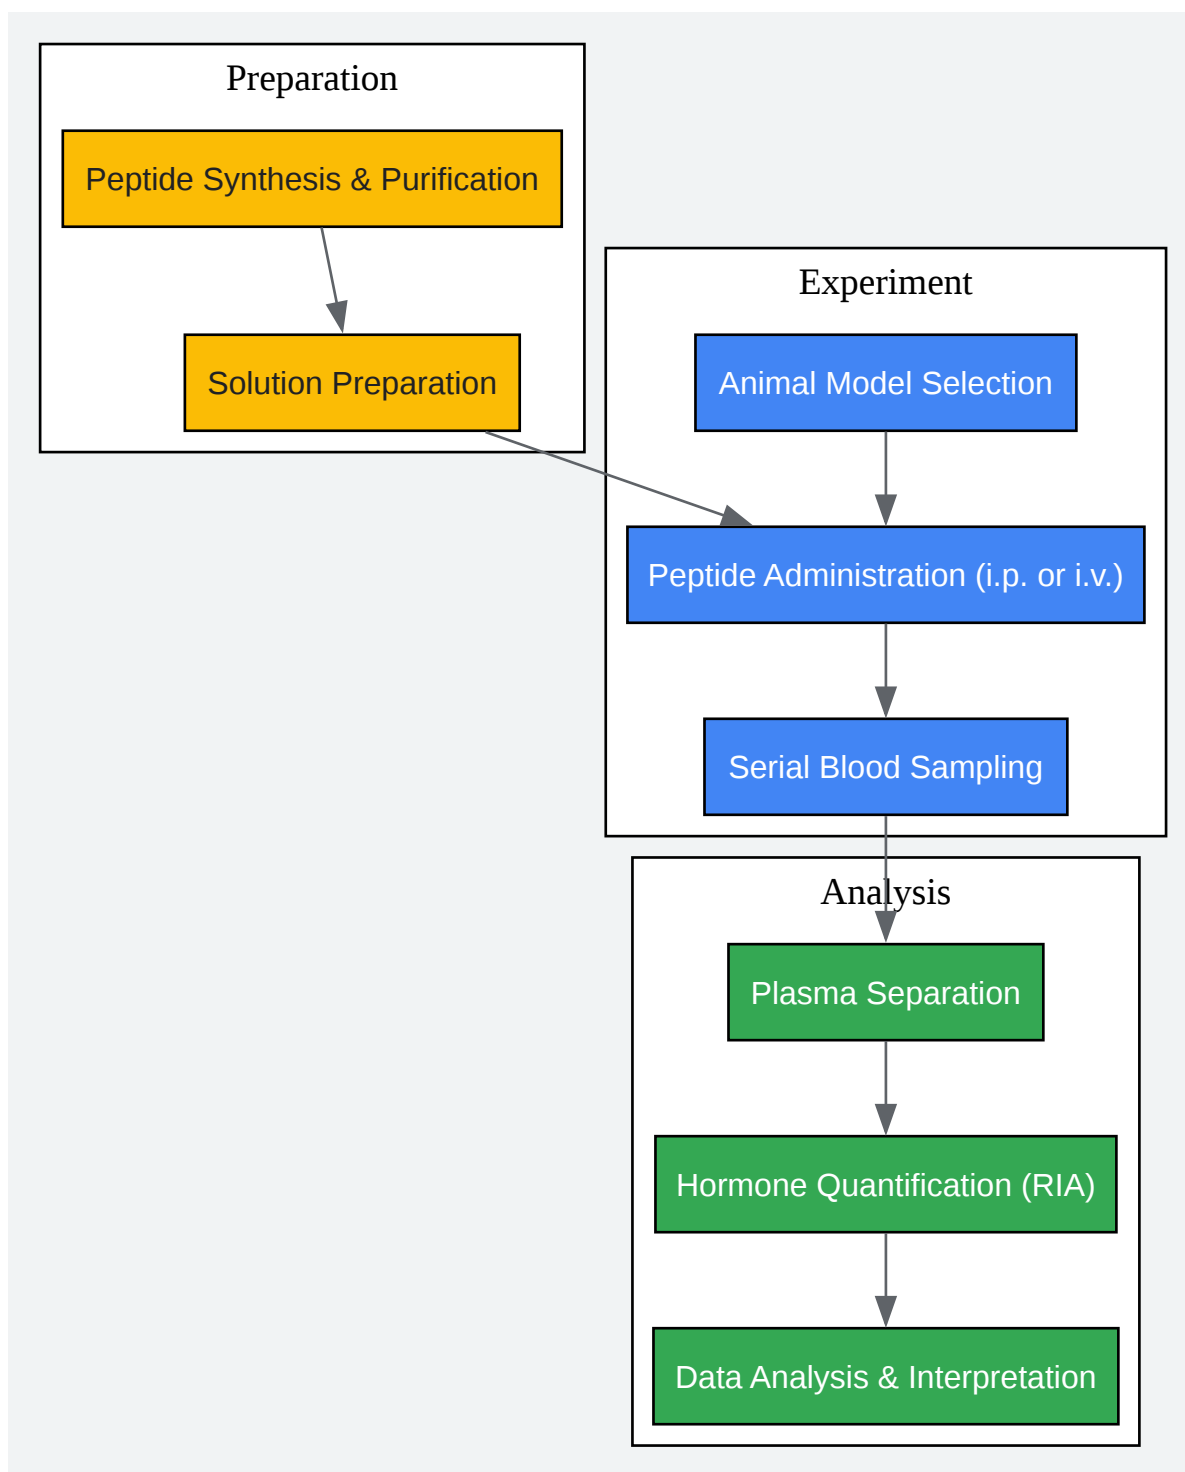 Preparation
Peptide Synthesis & Purification
Solution Preparation
Experiment
Animal Model Selection
Peptide Administration (i.p. or i.v.)
Serial Blood Sampling
Analysis
Plasma Separation
Hormone Quantification (RIA)
Data Analysis & Interpretation